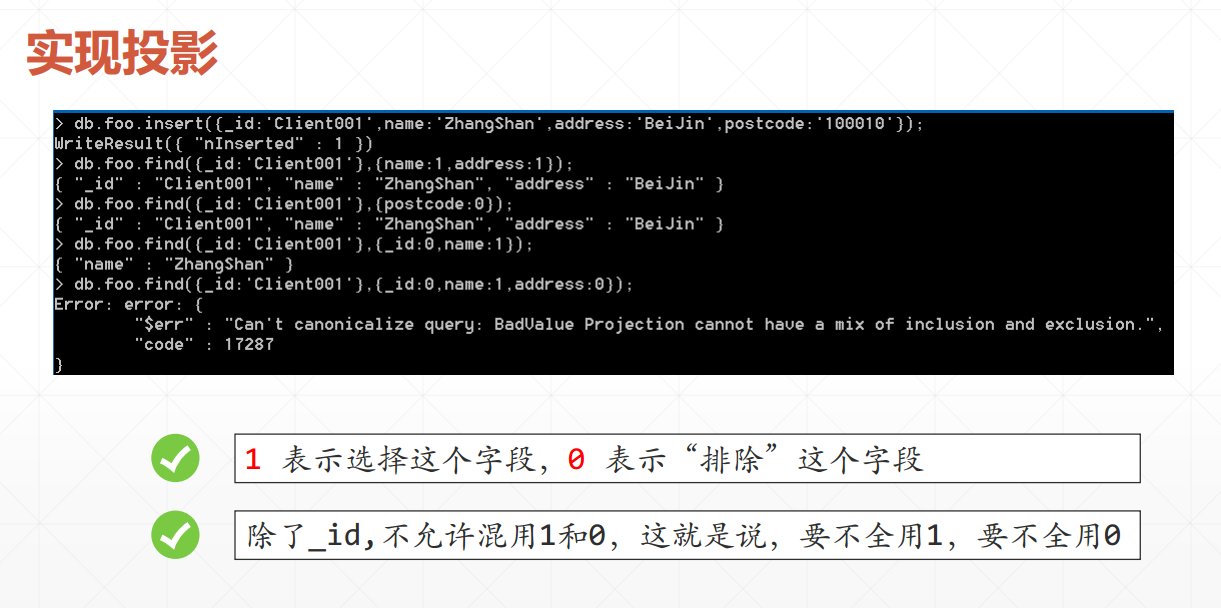 实现投影
> db.foo.insert({_id:'Client001',name:'ZhangShan',address:'BeiJin',postcode:'100010'});
WriteResult({ "nInserted" : 1 })
> db.foo.find({_id:'Client001'},{name:1,address:1});
{ "_id" : "Client001", "name" : "ZhangShan", "address" : "BeiJin" }
> db.foo.find({_id:'Client001'},{postcode:0});
{ "_id" : "Client001", "name" : "ZhangShan", "address" : "BeiJin" }
> db.foo.find({_id:'Client001'},{_id:0,name:1});
{ "name" : "ZhangShan" }
> db.foo.find({_id:'Client001'},{_id:0,name:1,address:0});
Error: error: {
        "$err" : "Can't canonicalize query: BadValue Projection cannot have a mix of inclusion and exclusion.",
        "code" : 17287
}
1 表示选择这个字段，0 表示“排除”这个字段
除了_id,不允许混用1和0，这就是说，要不全用1，要不全用0